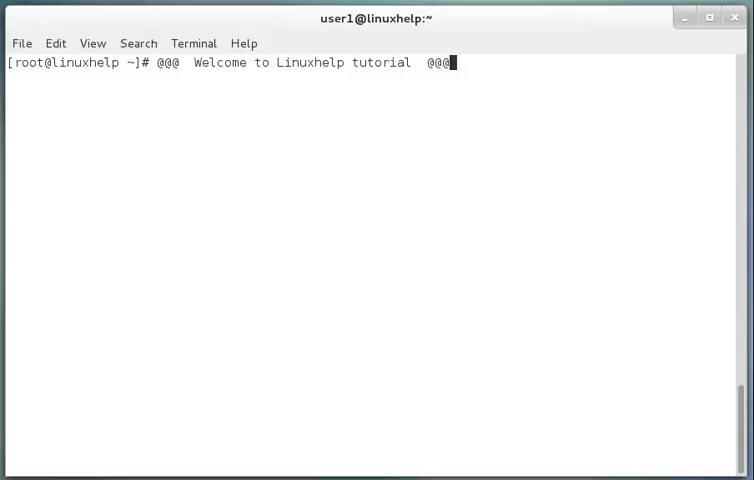 user1@linuxhelp:~
File Edit View Search Terminal Help
[root@linuxhelp ~]# @@@  Welcome to Linuxhelp tutorial  @@@